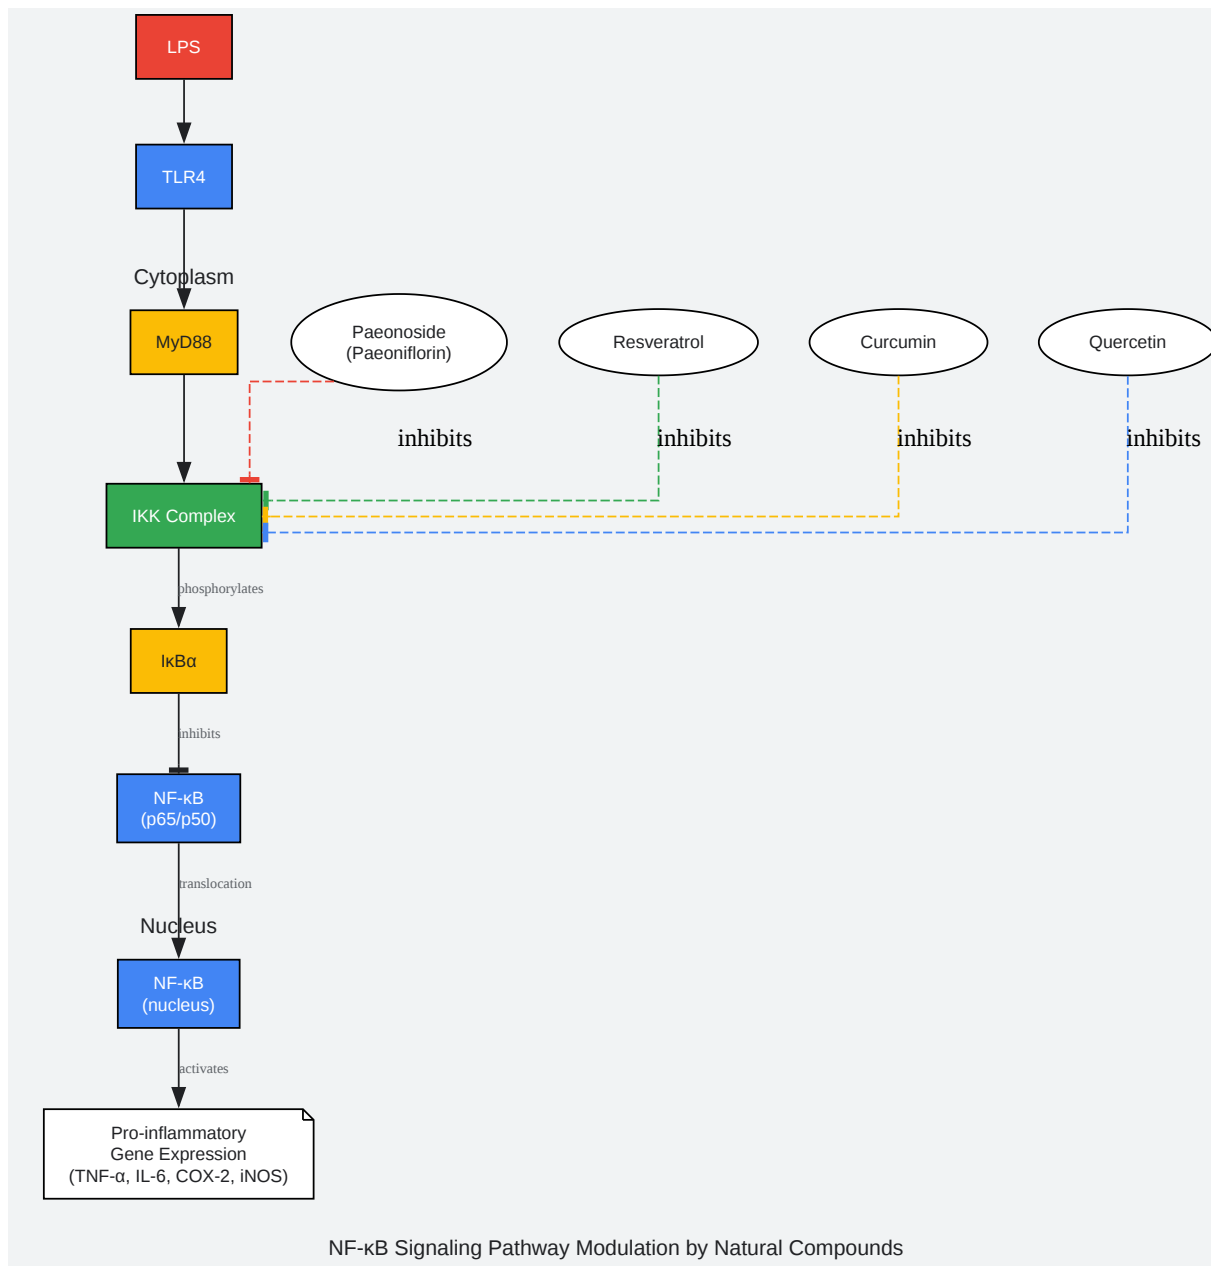 LPS
TLR4
Cytoplasm
MyD88
Paeonoside
(Paeoniflorin)
Resveratrol
Curcumin
Quercetin
inhibits
inhibits
inhibits
inhibits
IKK Complex
phosphorylates
IκBα
inhibits
NF-κB
(p65/p50)
translocation
Nucleus
NF-κB
(nucleus)
activates
Pro-inflammatory
Gene Expression
(TNF-α, IL-6, COX-2, iNOS)
NF-κB Signaling Pathway Modulation by Natural Compounds